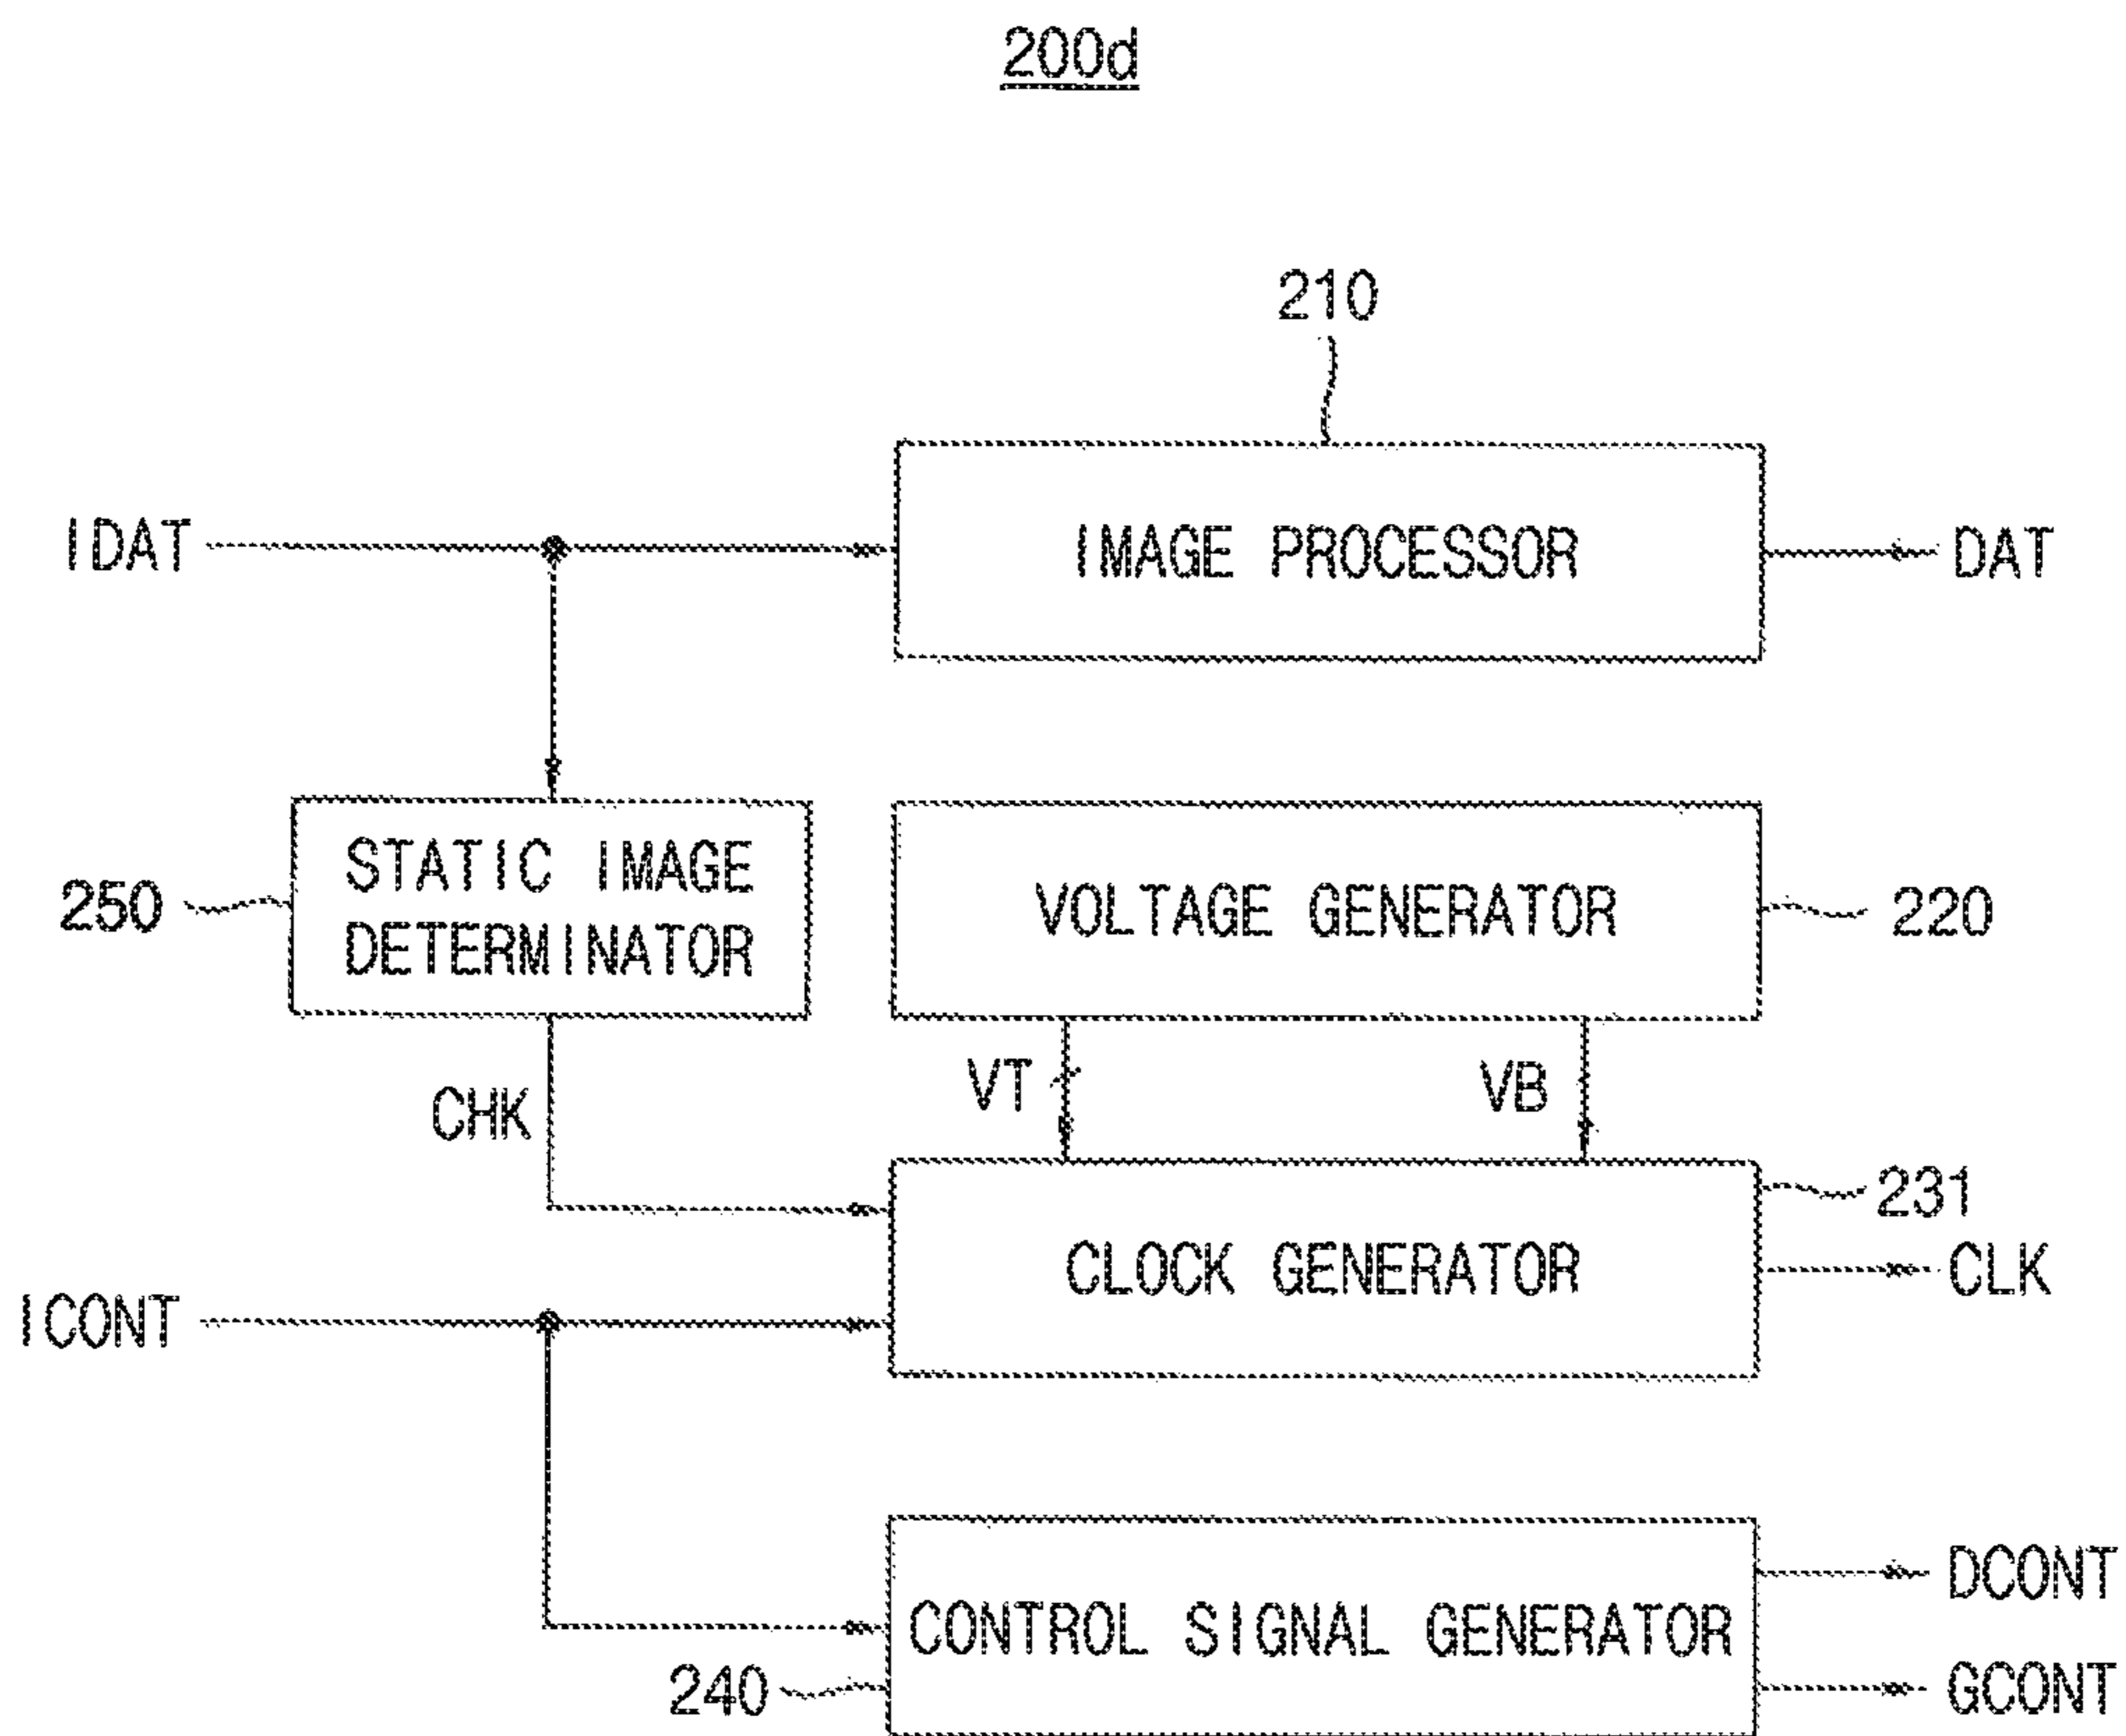 200d
210
IDAT
IMAGE PROCESSOR
DAT
STATIC IMAGE
DETERMINATOR
250
VOLTAGE GENERATOR
220
VT
VB
CHK
231
CLOCK GENERATOR
CLK
ICONT
DCONT
CONTROL SIGNAL GENERATOR
240
GCONT